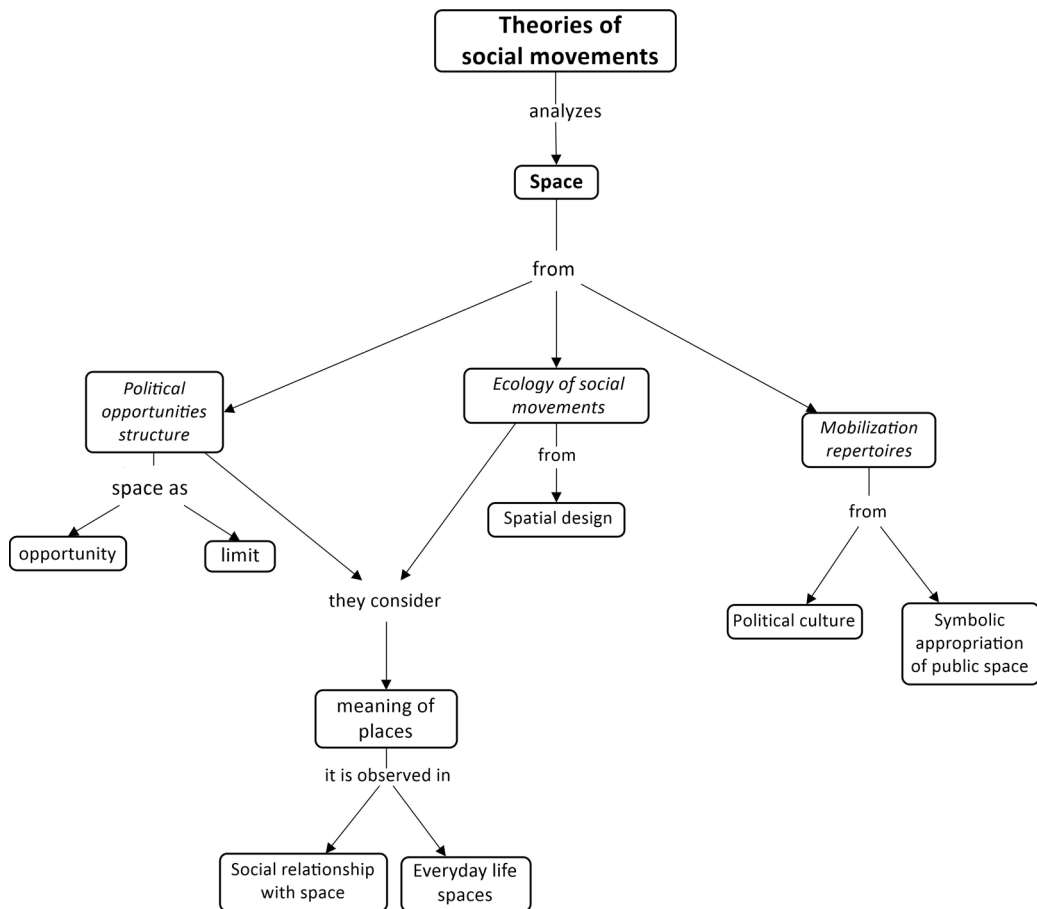 Theories of
social movements
analyzes
Space
from
Political
opportunities
structure
Ecology of social
movements
Mobilization
repertoires
space as
from
from
opportunity
limit
Spatial design
they consider
Political culture
Symbolic
appropriation
of public space
meaning of
places
it is observed in
Social relationship
with space
Everyday life
spaces